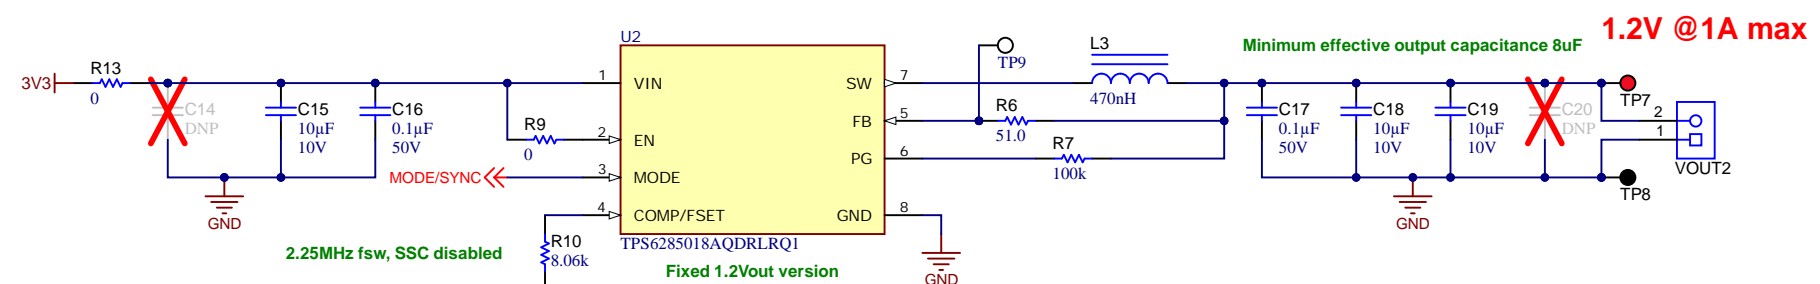 1.2V @1A max
Minimum effective output capacitance 8uF
3V3
R13
0
C14
DNP
C15
10µF
10V
C16
0.1µF
50V
R9
0
MODE/SYNC
GND
2.25MHz fsw, SSC disabled
R10
8.06k
U2
1 VIN
2 EN
3 MODE
4 COMP/FSET
SW 7
FB 5
PG 6
GND 8
TPS6285018AQDRLRQ1
Fixed 1.2Vout version
GND
TP9
L3
470nH
R6
51.0
R7
100k
C17
0.1µF
50V
C18
10µF
10V
C19
10µF
10V
C20
DNP
GND
TP7
2
1
VOUT2
TP8